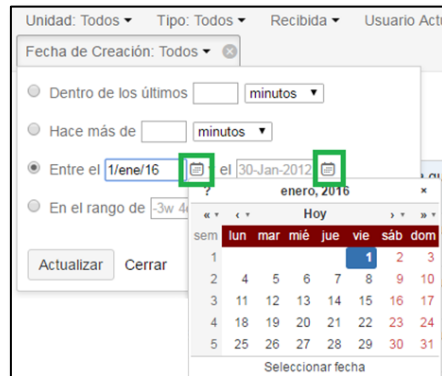 Unidad: Todos Tipo: Todos Recibida Usuario Act
Fecha de Creación: Todos
Dentro de los últimos minutos
Hace más de minutos
Entre el 1/ene/16 el 30-Jan-2012
? enero, 2016 ×
En el rango de -3w
« ‹ Hoy › »
sem lun mar mié jue vie sáb dom
1 1 2 3
Actualizar Cerrar
2 4 5 6 7 8 9 10
3 11 12 13 14 15 16 17
4 18 19 20 21 22 23 24
5 25 26 27 28 29 30 31
Seleccionar fecha